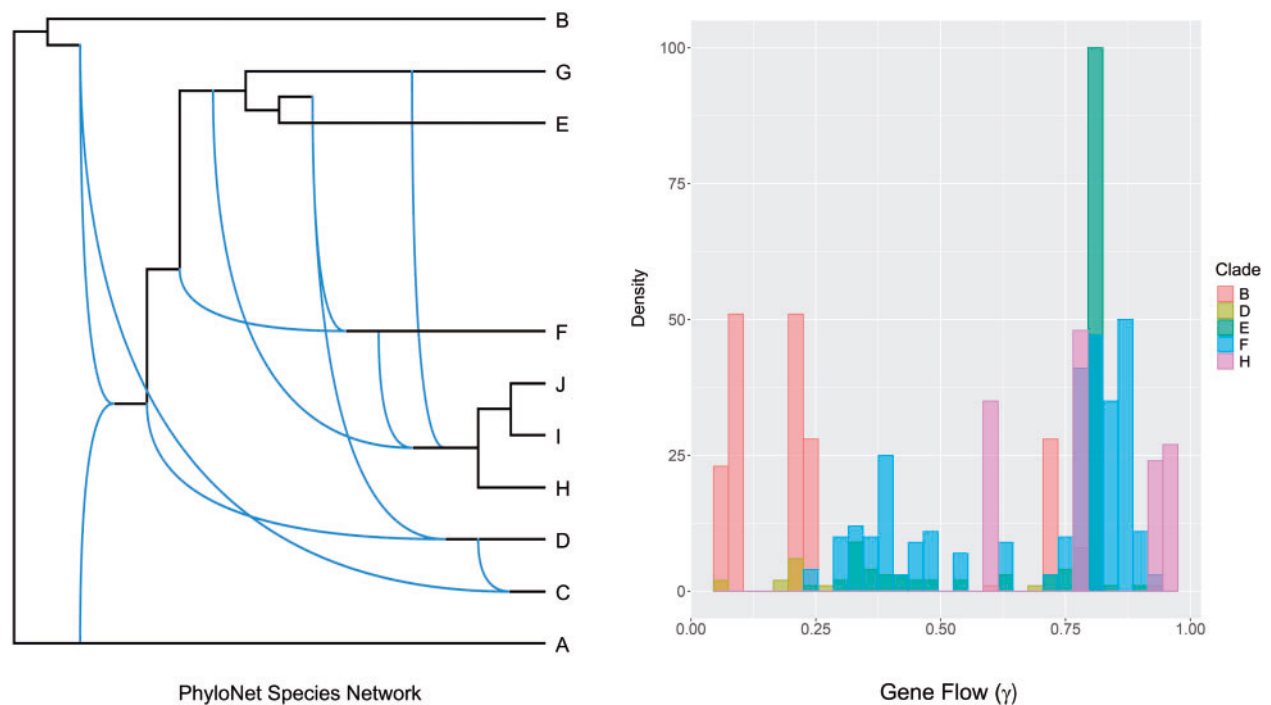 B
G
E
F
J
I
H
D
C
A
PhyloNet Species Network
100
75
50
25
0
Density
0.00 0.25 0.50 0.75 1.00
Gene Flow (γ)
Clade
B
D
E
F
H